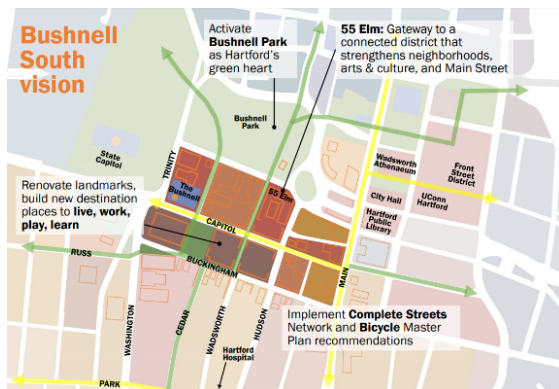 Bushnell
South
vision
Activate
Bushnell Park
as Hartford's
green heart
55 Elm: Gateway to a
connected district that
strengthens neighborhoods,
arts & culture, and Main Street
Bushnell
Park
State
Capitol
TRINITY
The
Bushnell
55 Elm
Wadsworth
Athenaeum
Front
Street
District
City Hall
UConn
Hartford
Hartford
Public
Library
Renovate landmarks,
build new destination
places to live, work,
play, learn
CAPITOL
BUCKINGHAM
RUSS
MAIN
WASHINGTON
CEDAR
WADSWORTH
HUDSON
Implement Complete Streets
Network and Bicycle Master
Plan recommendations
Hartford
Hospital
PARK